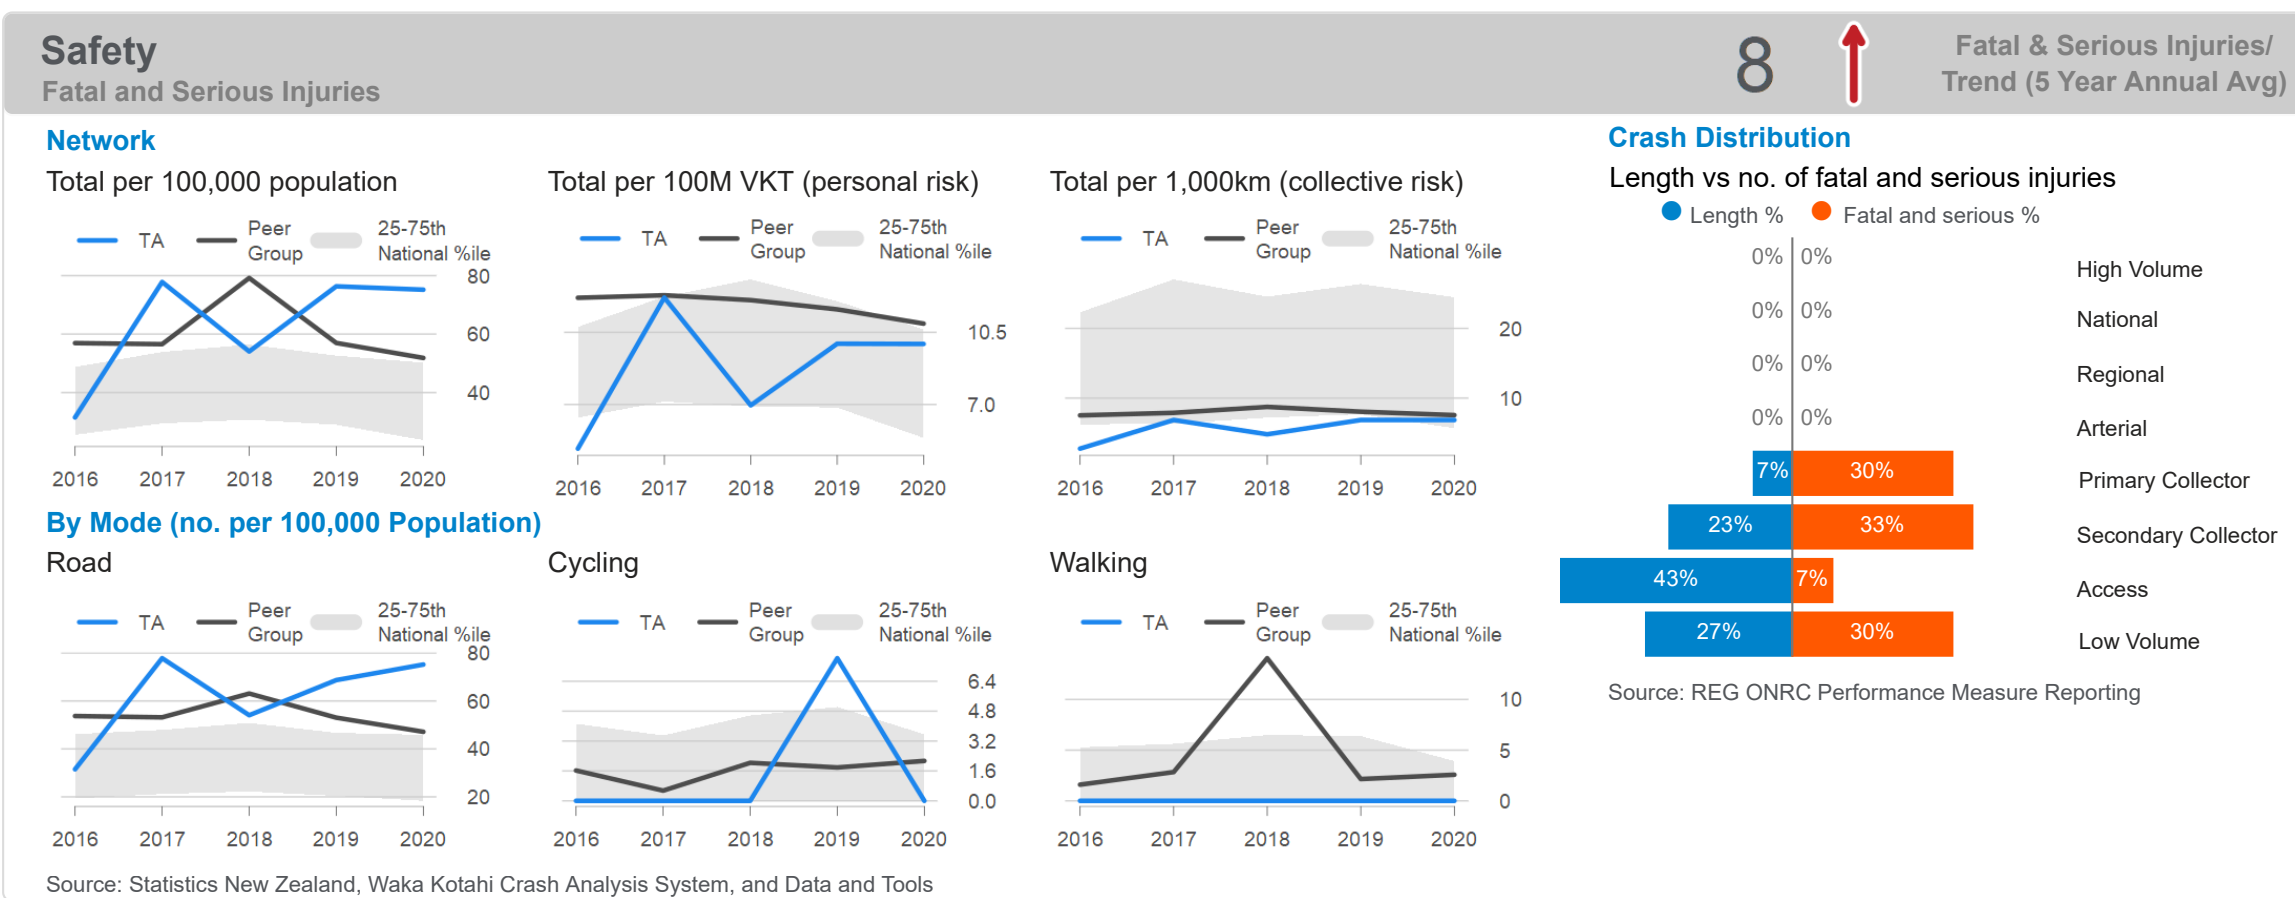 Safety
Fatal and Serious Injuries
8
Fatal & Serious Injuries/
Trend (5 Year Annual Avg)
Network
Total per 100,000 population
TA
Peer
Group
25-75th
National %ile
80
60
40
2016 2017 2018 2019 2020
Total per 100M VKT (personal risk)
TA
Peer
Group
25-75th
National %ile
10.5
7.0
2016 2017 2018 2019 2020
Total per 1,000km (collective risk)
TA
Peer
Group
25-75th
National %ile
20
10
2016 2017 2018 2019 2020
By Mode (no. per 100,000 Population)
Road
TA
Peer
Group
25-75th
National %ile
80
60
40
20
2016 2017 2018 2019 2020
Cycling
TA
Peer
Group
25-75th
National %ile
6.4
4.8
3.2
1.6
0.0
2016 2017 2018 2019 2020
Walking
TA
Peer
Group
25-75th
National %ile
10
5
0
2016 2017 2018 2019 2020
Source: Statistics New Zealand, Waka Kotahi Crash Analysis System, and Data and Tools
Crash Distribution
Length vs no. of fatal and serious injuries
Length % Fatal and serious %
0% 0% High Volume
0% 0% National
0% 0% Regional
0% 0% Arterial
7% 30% Primary Collector
23% 33% Secondary Collector
43% 7% Access
27% 30% Low Volume
Source: REG ONRC Performance Measure Reporting